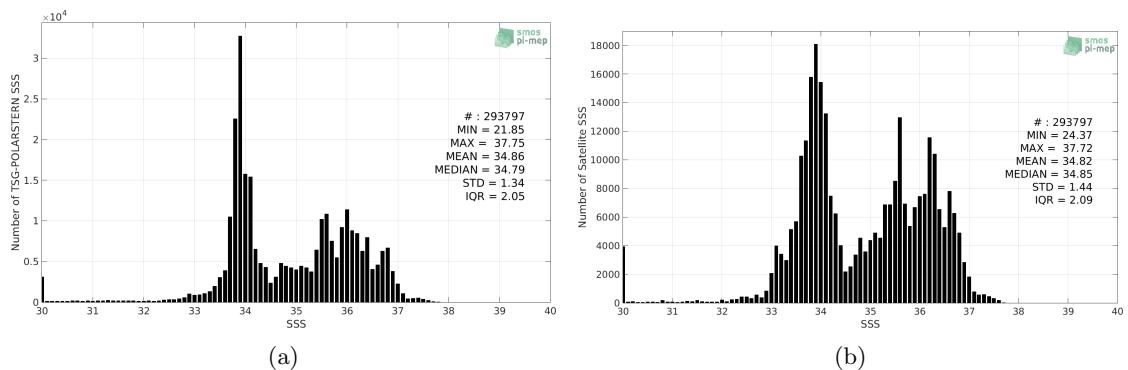 ×10⁴
smos
pi-mep
3.5
3
2.5
2
1.5
1
0.5
0
Number of TSG-POLARSTERN SSS
# : 293797
MIN = 21.85
MAX = 37.75
MEAN = 34.86
MEDIAN = 34.79
STD = 1.34
IQR = 2.05
30 31 32 33 34 35 36 37 38 39 40
SSS
(a)
smos
pi-mep
18000
16000
14000
12000
10000
8000
6000
4000
2000
0
Number of Satellite SSS
# : 293797
MIN = 24.37
MAX = 37.72
MEAN = 34.82
MEDIAN = 34.85
STD = 1.44
IQR = 2.09
30 31 32 33 34 35 36 37 38 39 40
SSS
(b)